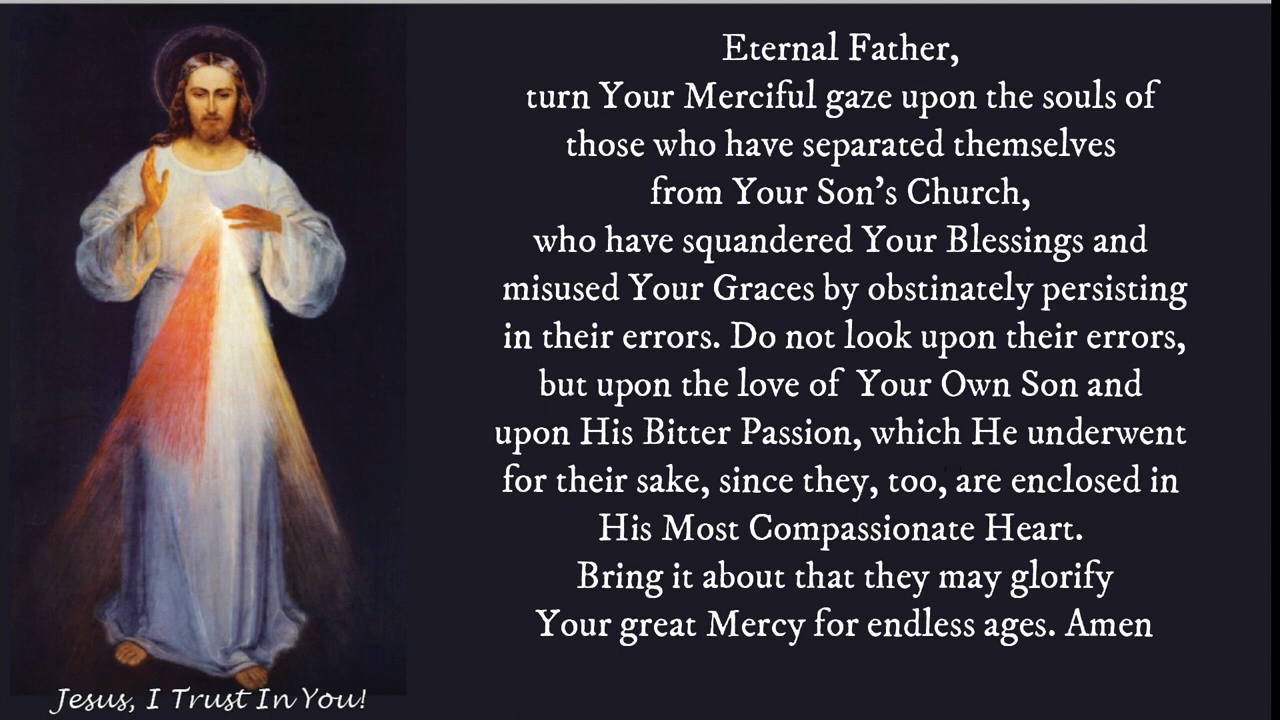 Eternal Father,
turn Your Merciful gaze upon the souls of
those who have separated themselves
from Your Son's Church,
who have squandered Your Blessings and
misused Your Graces by obstinately persisting
in their errors. Do not look upon their errors,
but upon the love of Your Own Son and
upon His Bitter Passion, which He underwent
for their sake, since they, too, are enclosed in
His Most Compassionate Heart.
Bring it about that they may glorify
Your great Mercy for endless ages. Amen
Jesus, I Trust In You!